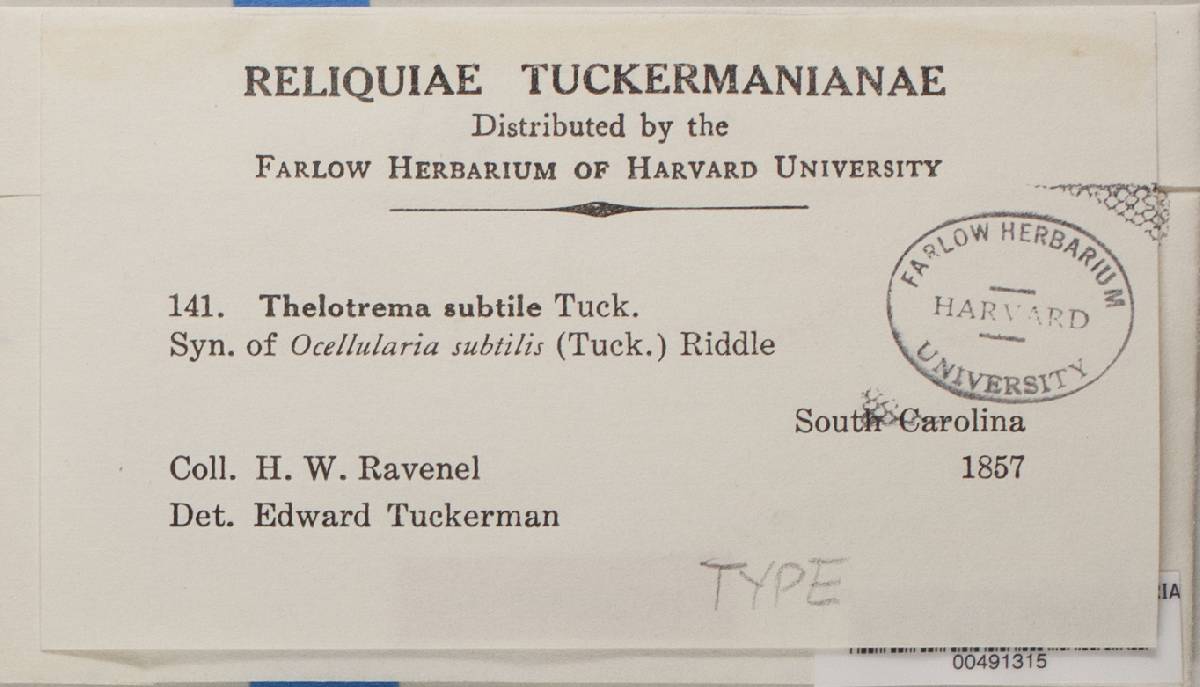 RELIQUIAE TUCKERMANIANAE
Distributed by the
FARLOW HERBARIUM OF HARVARD UNIVERSITY
FARLOW HERBARIUM
HARVARD
UNIVERSITY
141. Thelotrema subtile Tuck.
Syn. of Ocellularia subtilis (Tuck.) Riddle
South Carolina
Coll. H. W. Ravenel 1857
Det. Edward Tuckerman
TYPE
IA
00491315